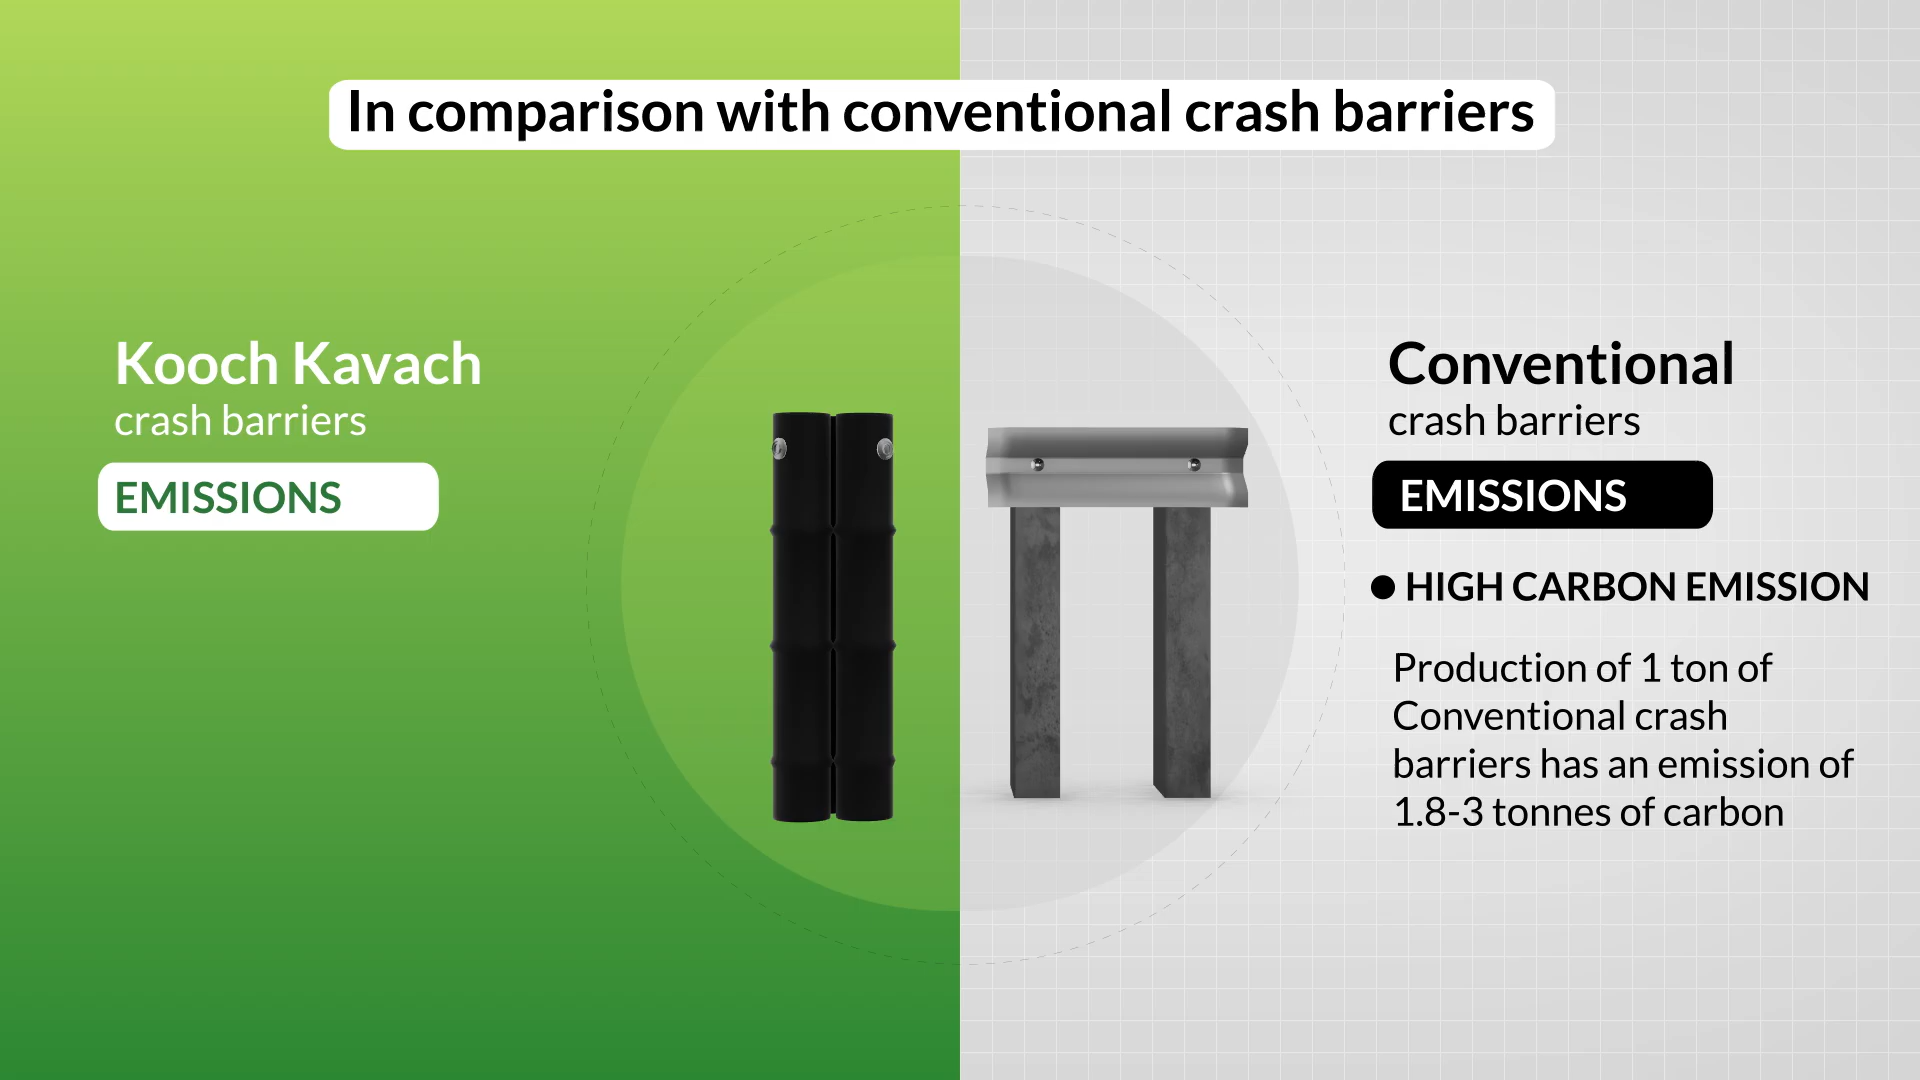 In comparison with conventional crash barriers
Kooch Kavach
crash barriers
EMISSIONS
Conventional
crash barriers
EMISSIONS
● HIGH CARBON EMISSION
Production of 1 ton of
Conventional crash
barriers has an emission of
1.8-3 tonnes of carbon